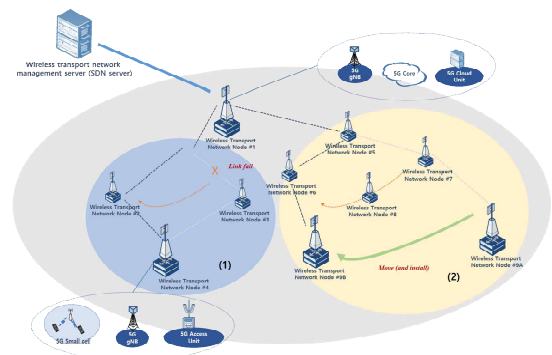 Wireless transport network
management server (SDN server)
5G
gNB
5G Core
5G Cloud
Unit
Wireless Transport
Network Node #1
Wireless Transport
Network Node #5
Link fail
X
Wireless Transport
Network Node #6
Wireless Transport
Network Node #7
Wireless Transport
Network Node #2
Wireless Transport
Network Node #3
Wireless Transport
Network Node #8
(1)
Wireless Transport
Network Node #4
Wireless Transport
Network Node #9B
Move (and install)
(2)
Wireless Transport
Network Node #9A
5G Small cell
5G
gNB
5G Access
Unit